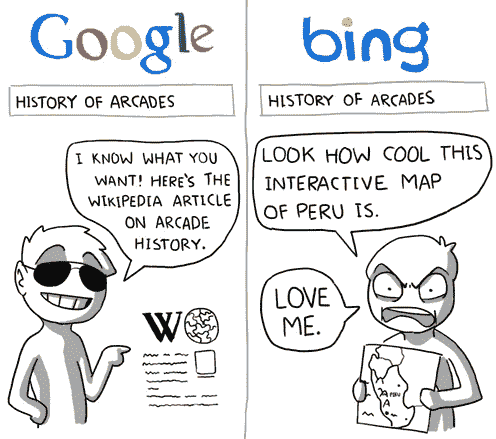 Google
HISTORY OF ARCADES
I KNOW WHAT YOU
WANT! HERE'S THE
WIKIPEDIA ARTICLE
ON ARCADE
HISTORY.
W
bing
HISTORY OF ARCADES
LOOK HOW COOL THIS
INTERACTIVE MAP
OF PERU IS.
LOVE
ME.